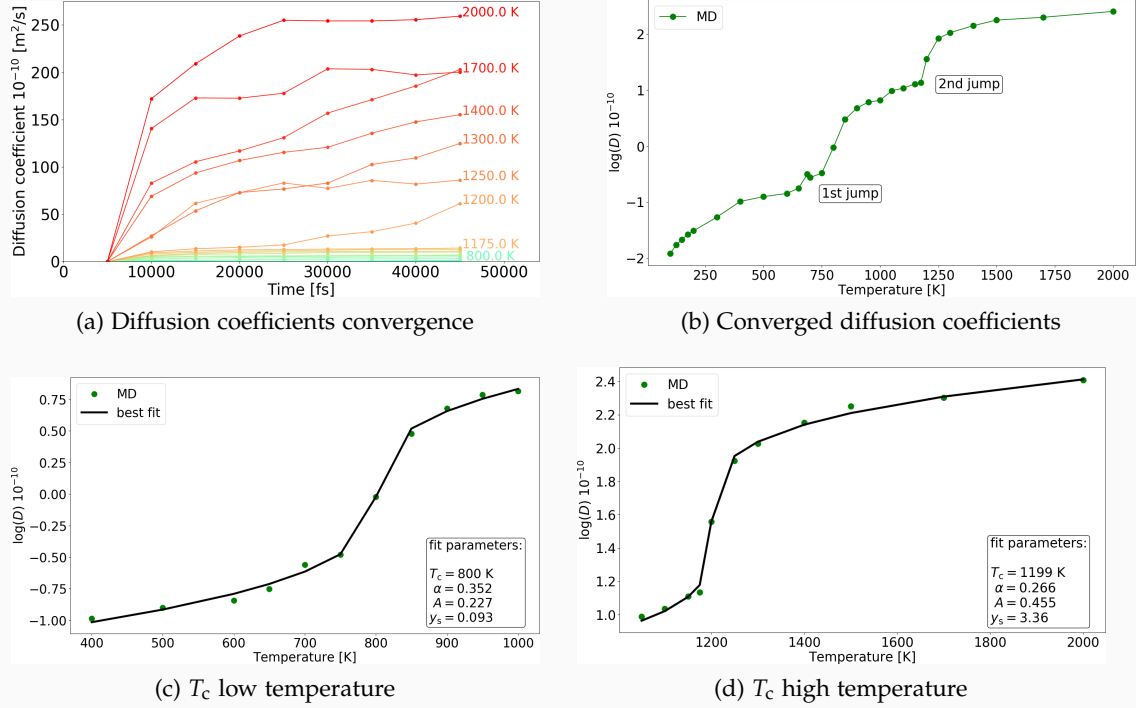 250
200
150
100
50
0
Diffusion coefficient 10⁻¹⁰ [m²/s]
2000.0 K
1700.0 K
1400.0 K
1300.0 K
1250.0 K
1200.0 K
1175.0 K
800.0 K
0 10000 20000 30000 40000 50000
Time [fs]
(a) Diffusion coefficients convergence
MD
2
1
0
−1
−2
log(D) 10⁻¹⁰
2nd jump
1st jump
250 500 750 1000 1250 1500 1750 2000
Temperature [K]
(b) Converged diffusion coefficients
MD
best fit
0.75
0.50
0.25
0.00
−0.25
−0.50
−0.75
−1.00
log(D) 10⁻¹⁰
fit parameters:
T_c = 800 K
α = 0.352
A = 0.227
y_s = 0.093
400 500 600 700 800 900 1000
Temperature [K]
(c) T_c low temperature
MD
best fit
2.4
2.2
2.0
1.8
1.6
1.4
1.2
1.0
log(D) 10⁻¹⁰
fit parameters:
T_c = 1199 K
α = 0.266
A = 0.455
y_s = 3.36
1200 1400 1600 1800 2000
Temperature [K]
(d) T_c high temperature